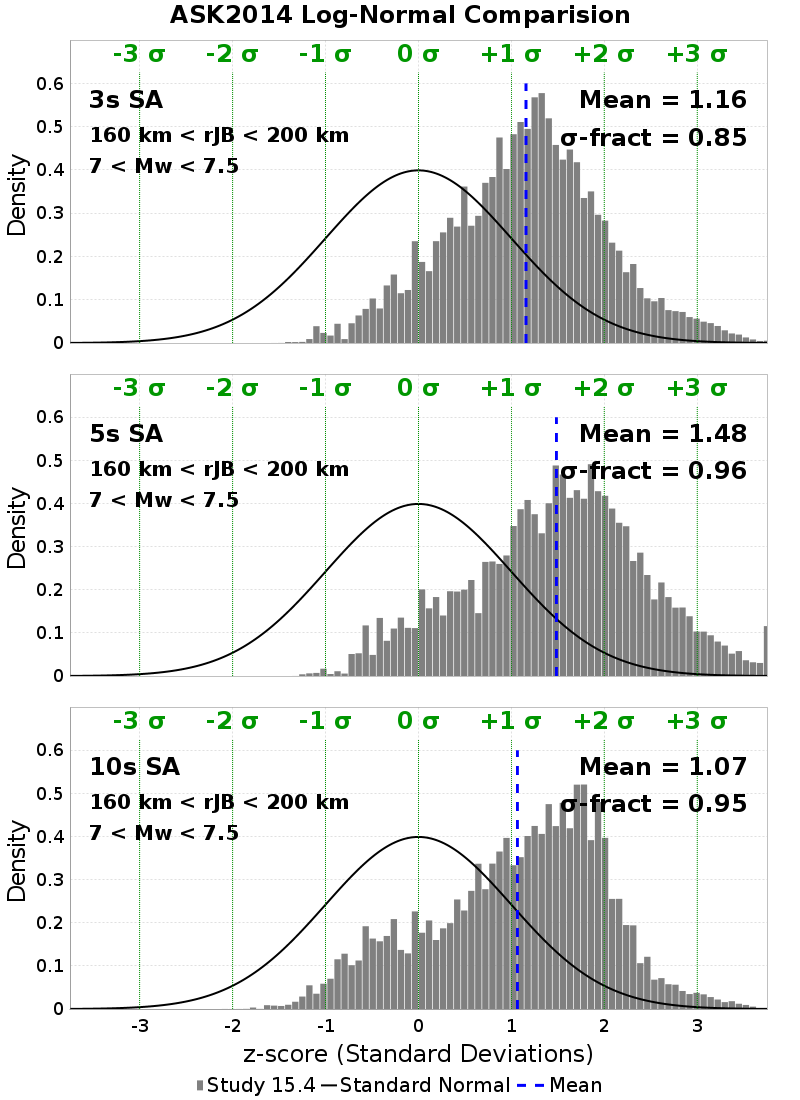 ASK2014 Log-Normal Comparision
-3 σ -2 σ -1 σ 0 σ +1 σ +2 σ +3 σ
3s SA
160 km < rJB < 200 km
7 < Mw < 7.5
Mean = 1.16
σ-fract = 0.85
Density
0.6
0.5
0.4
0.3
0.2
0.1
0
-3 σ -2 σ -1 σ 0 σ +1 σ +2 σ +3 σ
5s SA
160 km < rJB < 200 km
7 < Mw < 7.5
Mean = 1.48
σ-fract = 0.96
Density
0.6
0.5
0.4
0.3
0.2
0.1
0
-3 σ -2 σ -1 σ 0 σ +1 σ +2 σ +3 σ
10s SA
160 km < rJB < 200 km
7 < Mw < 7.5
Mean = 1.07
σ-fract = 0.95
Density
0.6
0.5
0.4
0.3
0.2
0.1
0
-3 -2 -1 0 1 2 3
z-score (Standard Deviations)
Study 15.4 Standard Normal Mean